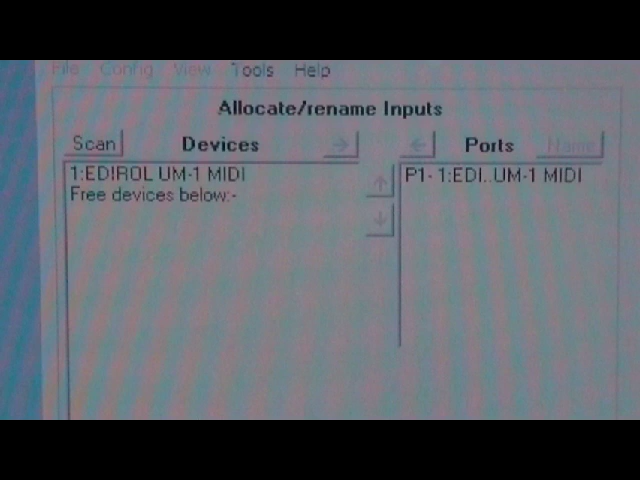 File Config View Tools Help
Allocate/rename Inputs
Scan Devices → ← Ports Name
1:EDIROL UM-1 MIDI ↑ P1- 1:EDI..UM-1 MIDI
Free devices below:- ↓